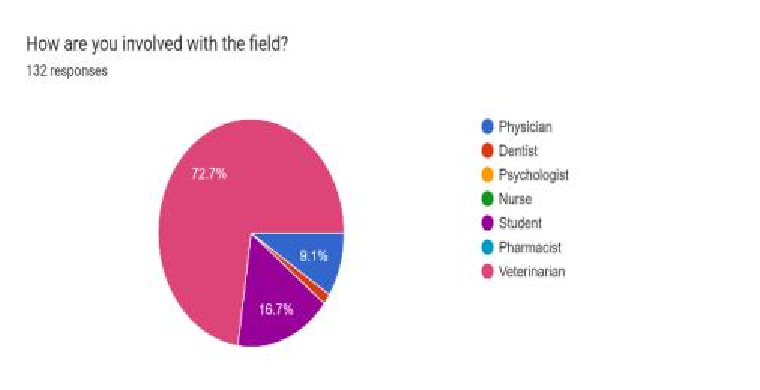 How are you involved with the field?
132 responses
72.7%
9.1%
16.7%
Physician
Dentist
Psychologist
Nurse
Student
Pharmacist
Veterinarian